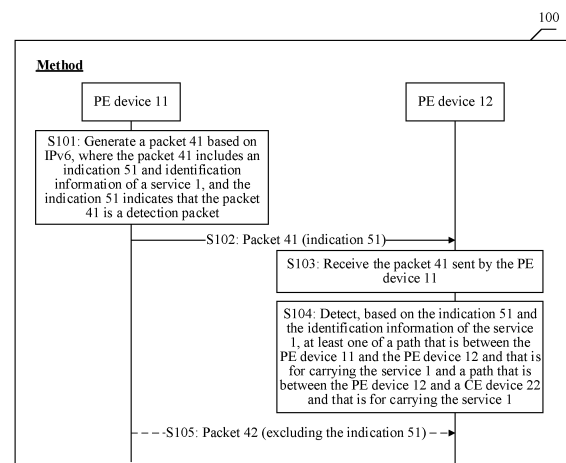 100
Method
PE device 11
PE device 12
S101: Generate a packet 41 based on
IPv6, where the packet 41 includes an
indication 51 and identification
information of a service 1, and the
indication 51 indicates that the packet
41 is a detection packet
S102: Packet 41 (indication 51)
S103: Receive the packet 41 sent by the PE
device 11
S104: Detect, based on the indication 51 and
the identification information of the service
1, at least one of a path that is between the
PE device 11 and the PE device 12 and that is
for carrying the service 1 and a path that is
between the PE device 12 and a CE device 22
and that is for carrying the service 1
S105: Packet 42 (excluding the indication 51)